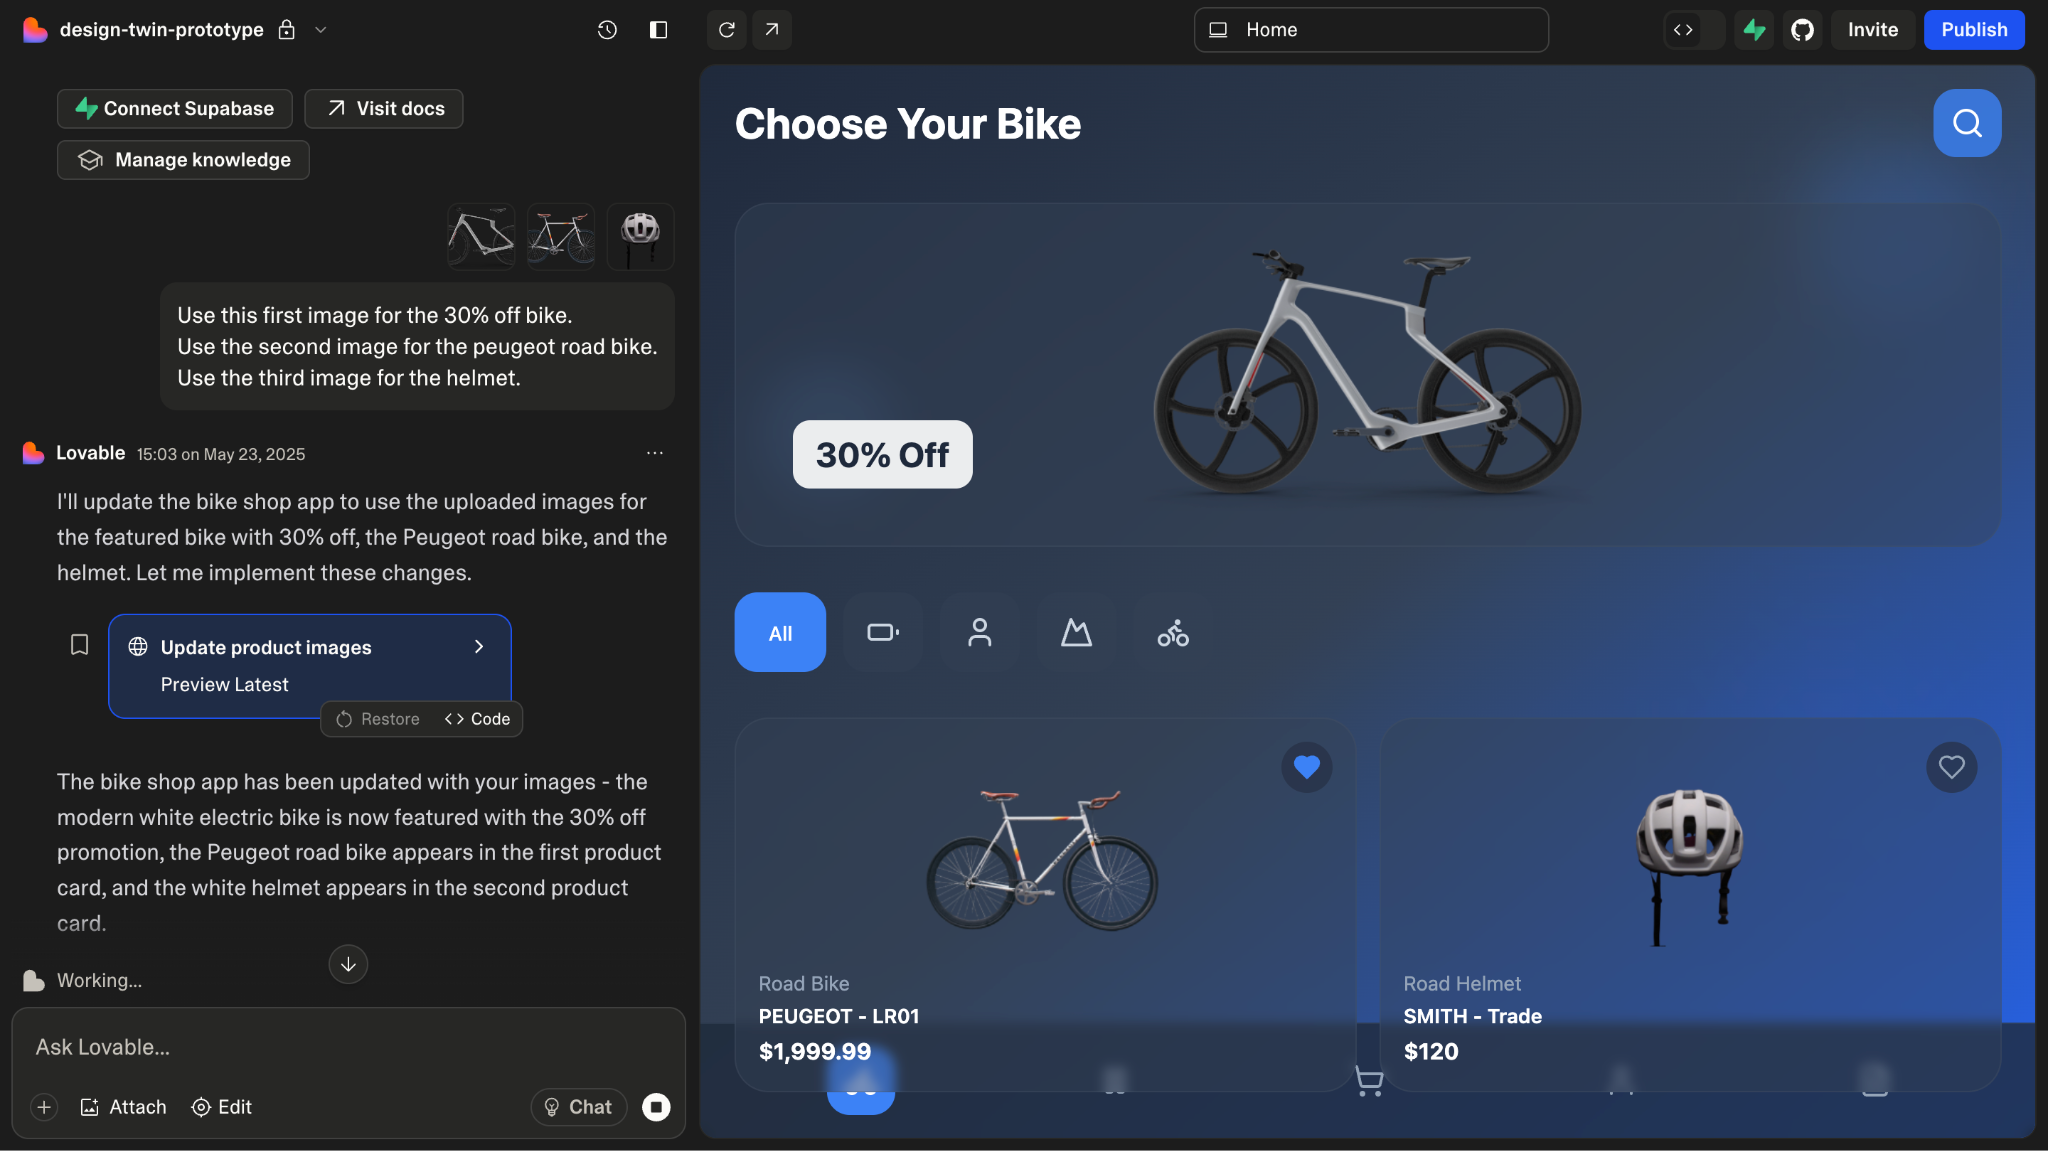 design-twin-prototype
Home
Invite
Publish
Connect Supabase
Visit docs
Manage knowledge
Use this first image for the 30% off bike.
Use the second image for the peugeot road bike.
Use the third image for the helmet.
Lovable 15:03 on May 23, 2025
I'll update the bike shop app to use the uploaded images for
the featured bike with 30% off, the Peugeot road bike, and the
helmet. Let me implement these changes.
Update product images
Preview Latest
Restore
Code
The bike shop app has been updated with your images - the
modern white electric bike is now featured with the 30% off
promotion, the Peugeot road bike appears in the first product
card, and the white helmet appears in the second product
card.
Working...
Ask Lovable...
Attach
Edit
Chat
Choose Your Bike
30% Off
All
Road Bike
PEUGEOT - LR01
$1,999.99
Road Helmet
SMITH - Trade
$120